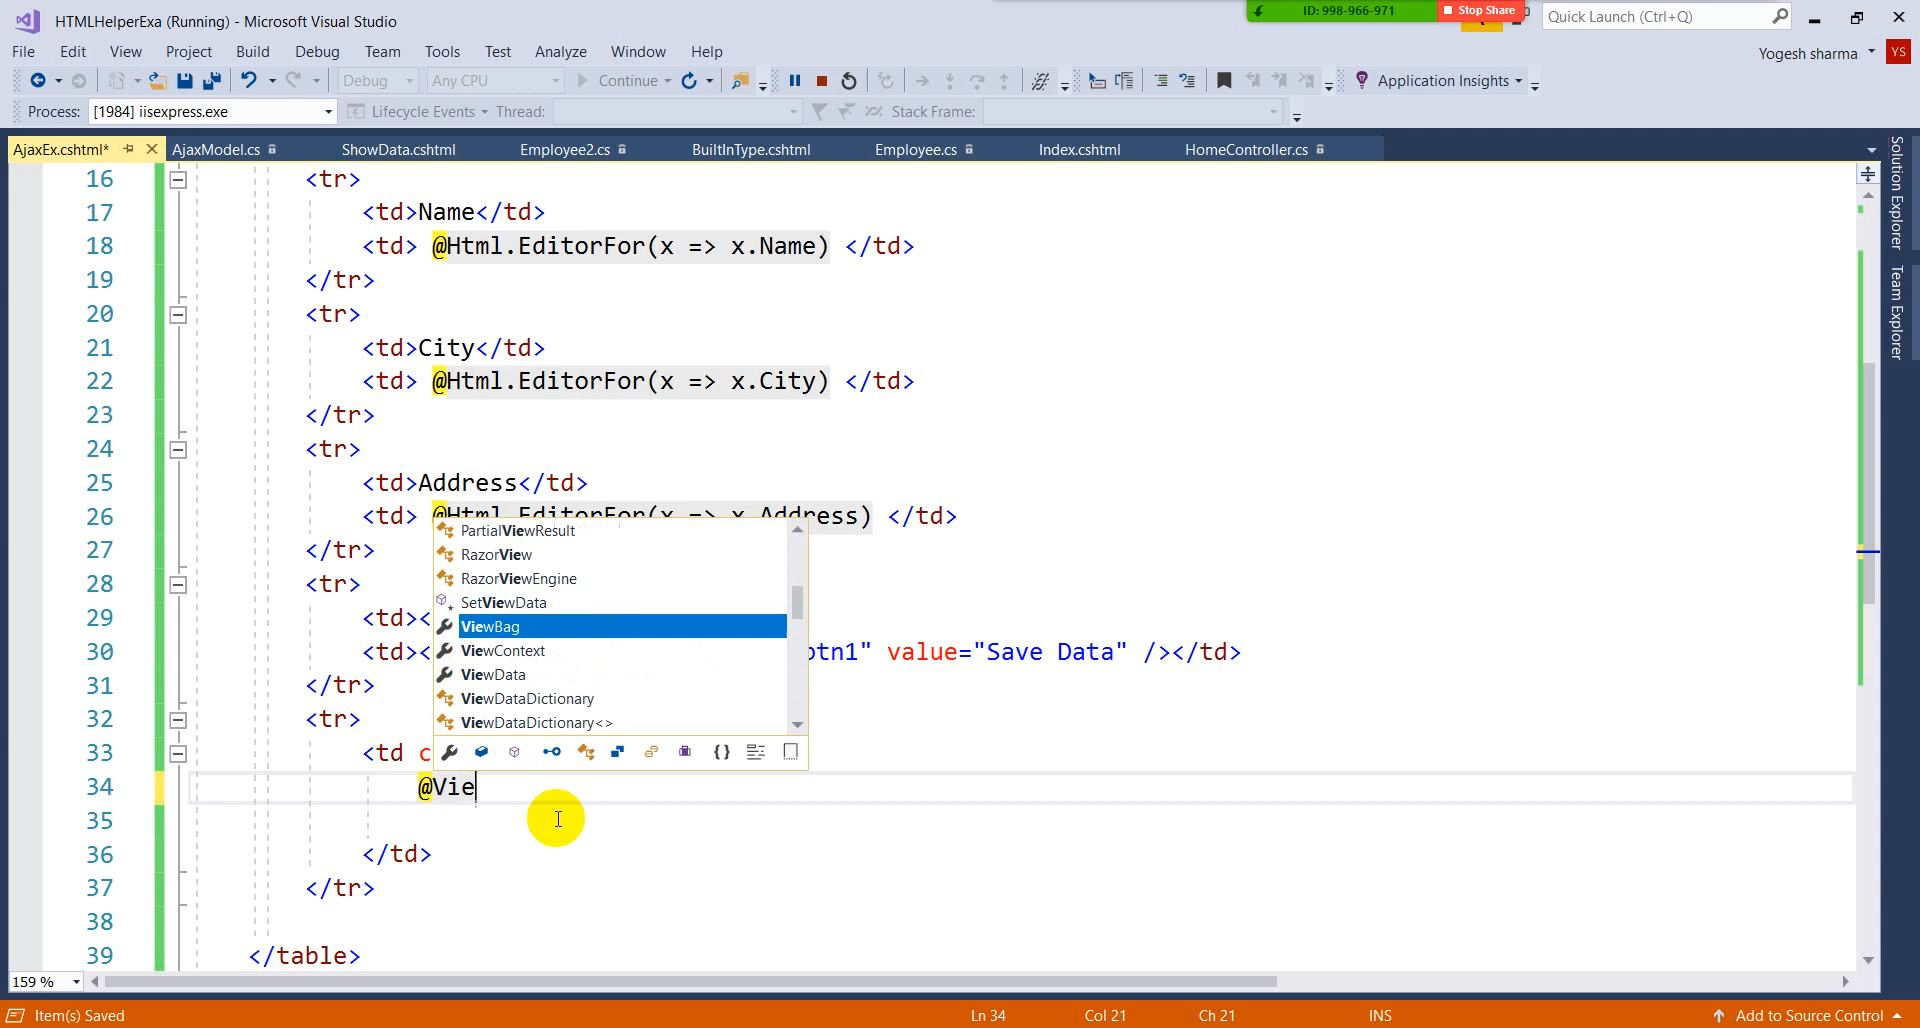 HTMLHelperExa (Running) - Microsoft Visual Studio
ID: 998-966-971
Stop Share
Quick Launch (Ctrl+Q)
File Edit View Project Build Debug Team Tools Test Analyze Window Help
Yogesh sharma YS
Debug Any CPU Continue Application Insights
Process: [1984] iisexpress.exe Lifecycle Events Thread: Stack Frame:
AjaxEx.cshtml* AjaxModel.cs ShowData.cshtml Employee2.cs BuiltInType.cshtml Employee.cs Index.cshtml HomeController.cs
Solution Explorer
Team Explorer
16 <tr>
17 <td>Name</td>
18 <td> @Html.EditorFor(x => x.Name) </td>
19 </tr>
20 <tr>
21 <td>City</td>
22 <td> @Html.EditorFor(x => x.City) </td>
23 </tr>
24 <tr>
25 <td>Address</td>
26 <td> @Html.EditorFor(x => x.Address) </td>
27 </tr>
28 <tr>
29 <td><
30 <td>< btn1" value="Save Data" /></td>
31 </tr>
32 <tr>
33 <td c
34 @Vie
35
36 </td>
37 </tr>
38
39 </table>
PartialViewResult
RazorView
RazorViewEngine
SetViewData
ViewBag
ViewContext
ViewData
ViewDataDictionary
ViewDataDictionary<>
159 %
Item(s) Saved Ln 34 Col 21 Ch 21 INS Add to Source Control